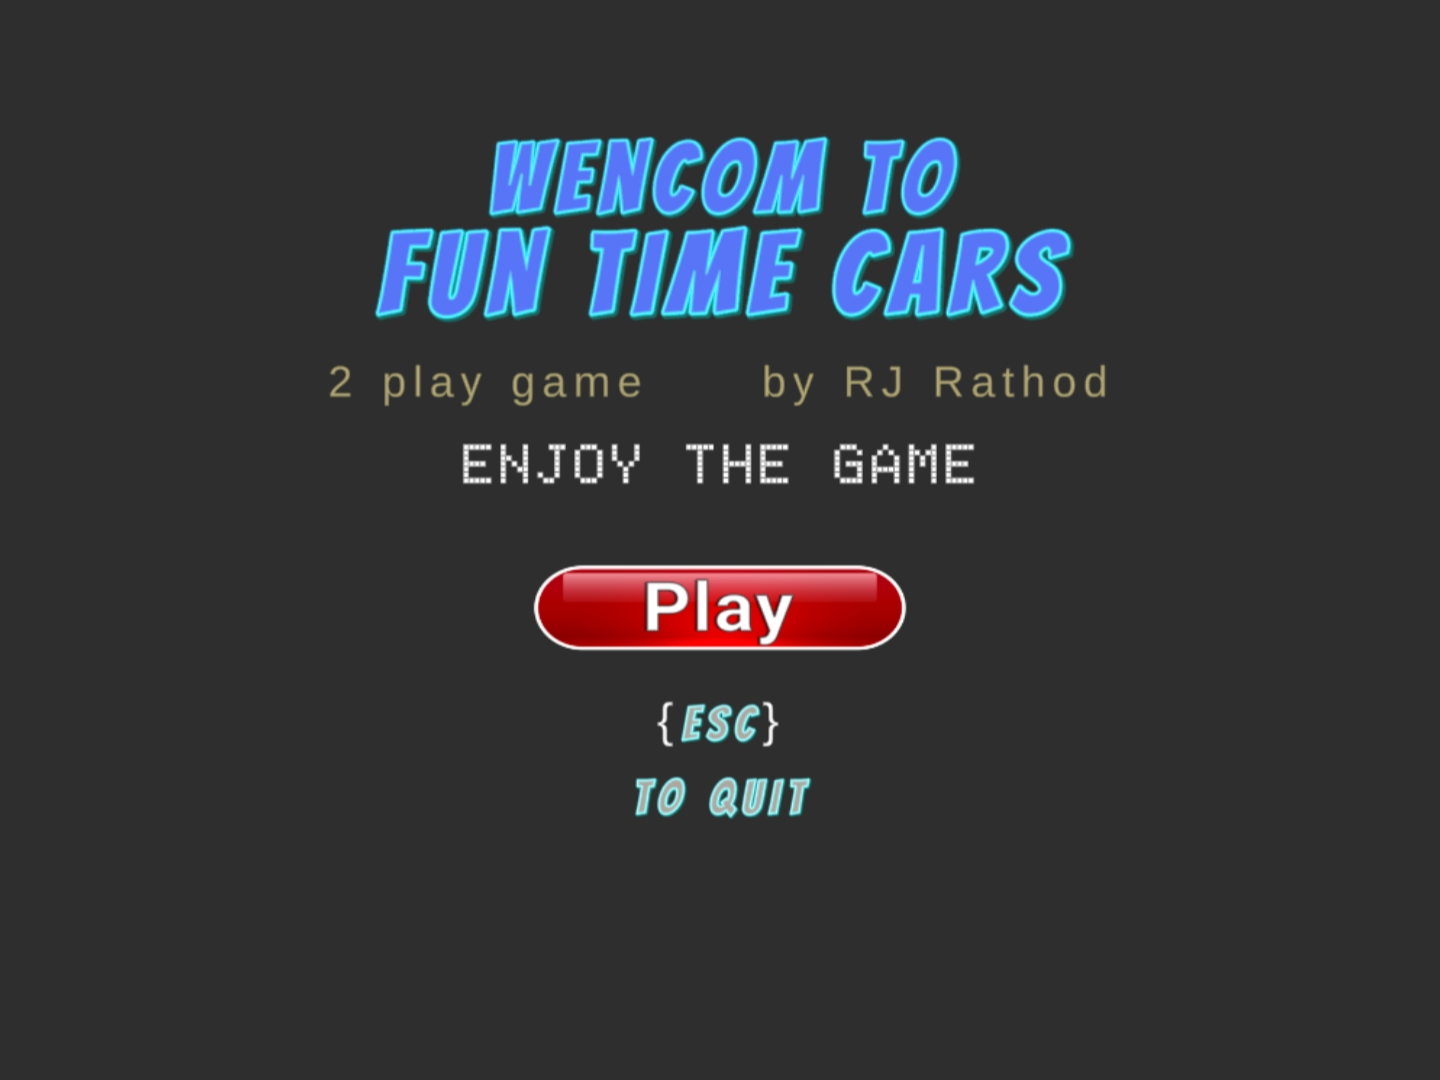 WENCOM TO
FUN TIME CARS
2 play game by RJ Rathod
ENJOY THE GAME
Play
{ESC}
TO QUIT